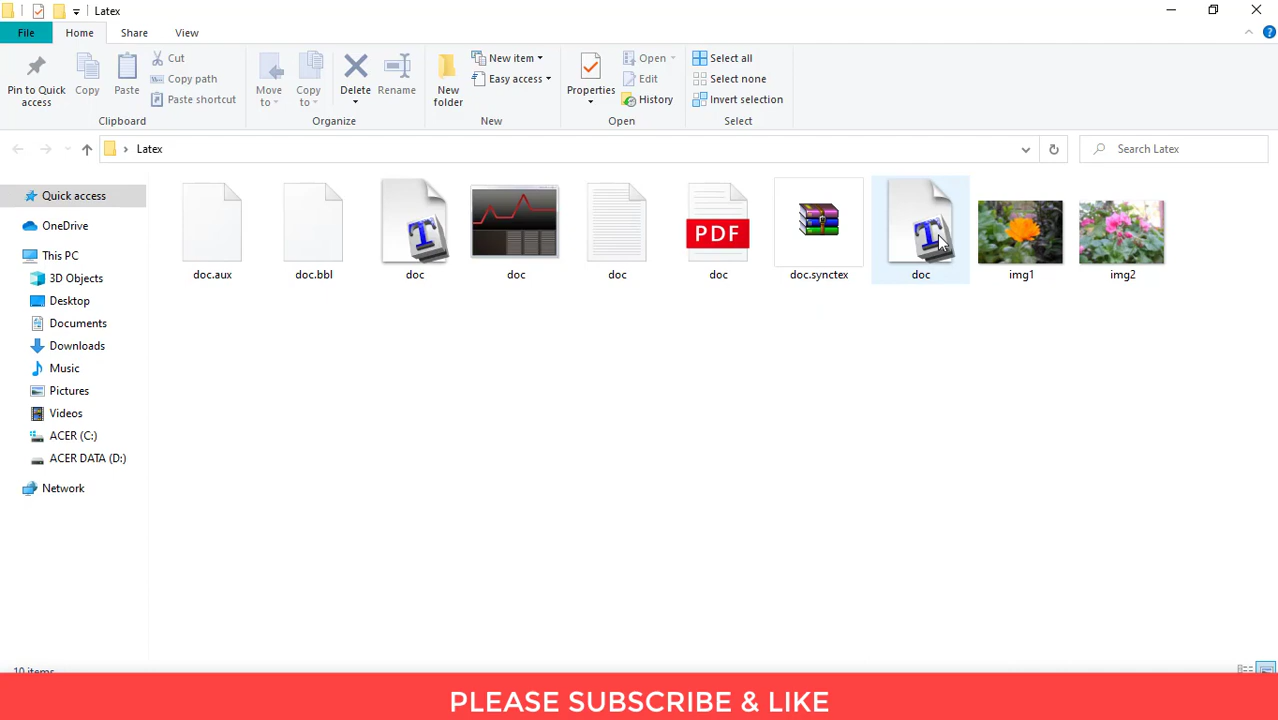 Latex
File Home Share View
Pin to Quick access
Copy
Paste
Cut
Copy path
Paste shortcut
Clipboard
Move to
Copy to
Delete
Rename
Organize
New folder
New item
Easy access
New
Properties
Open
Edit
History
Open
Select all
Select none
Invert selection
Select
Latex
Search Latex
Quick access
OneDrive
This PC
3D Objects
Desktop
Documents
Downloads
Music
Pictures
Videos
ACER (C:)
ACER DATA (D:)
Network
T
PDF
T
doc.aux doc.bbl doc doc doc doc doc.synctex doc img1 img2
10 items
PLEASE SUBSCRIBE & LIKE